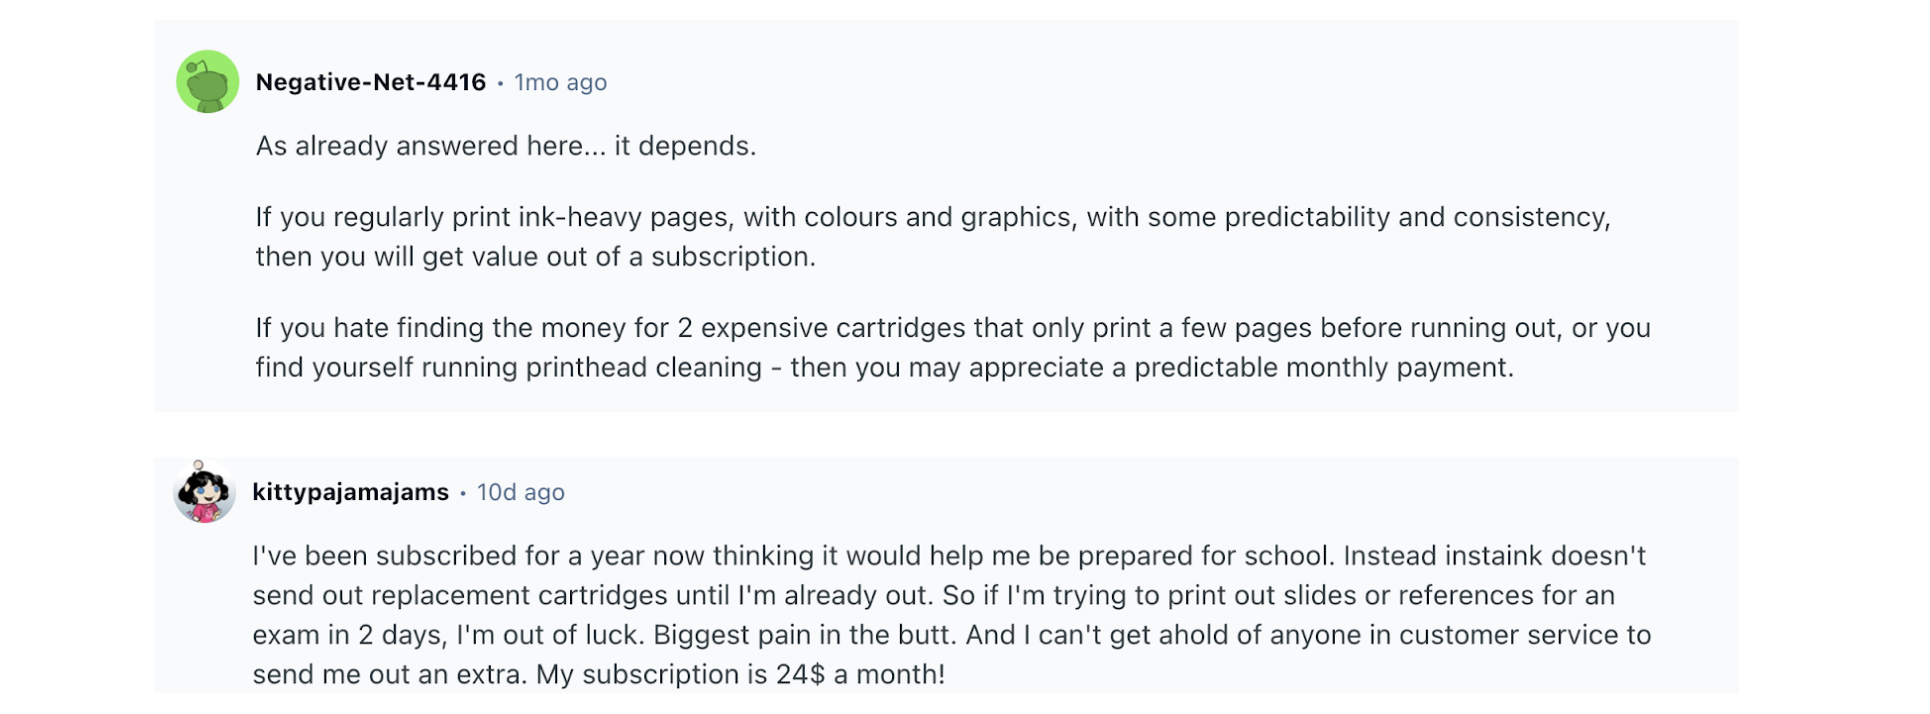 Negative-Net-4416 • 1mo ago
As already answered here... it depends.
If you regularly print ink-heavy pages, with colours and graphics, with some predictability and consistency,
then you will get value out of a subscription.
If you hate finding the money for 2 expensive cartridges that only print a few pages before running out, or you
find yourself running printhead cleaning - then you may appreciate a predictable monthly payment.
kittypajamajams • 10d ago
I've been subscribed for a year now thinking it would help me be prepared for school. Instead instaink doesn't
send out replacement cartridges until I'm already out. So if I'm trying to print out slides or references for an
exam in 2 days, I'm out of luck. Biggest pain in the butt. And I can't get ahold of anyone in customer service to
send me out an extra. My subscription is 24$ a month!